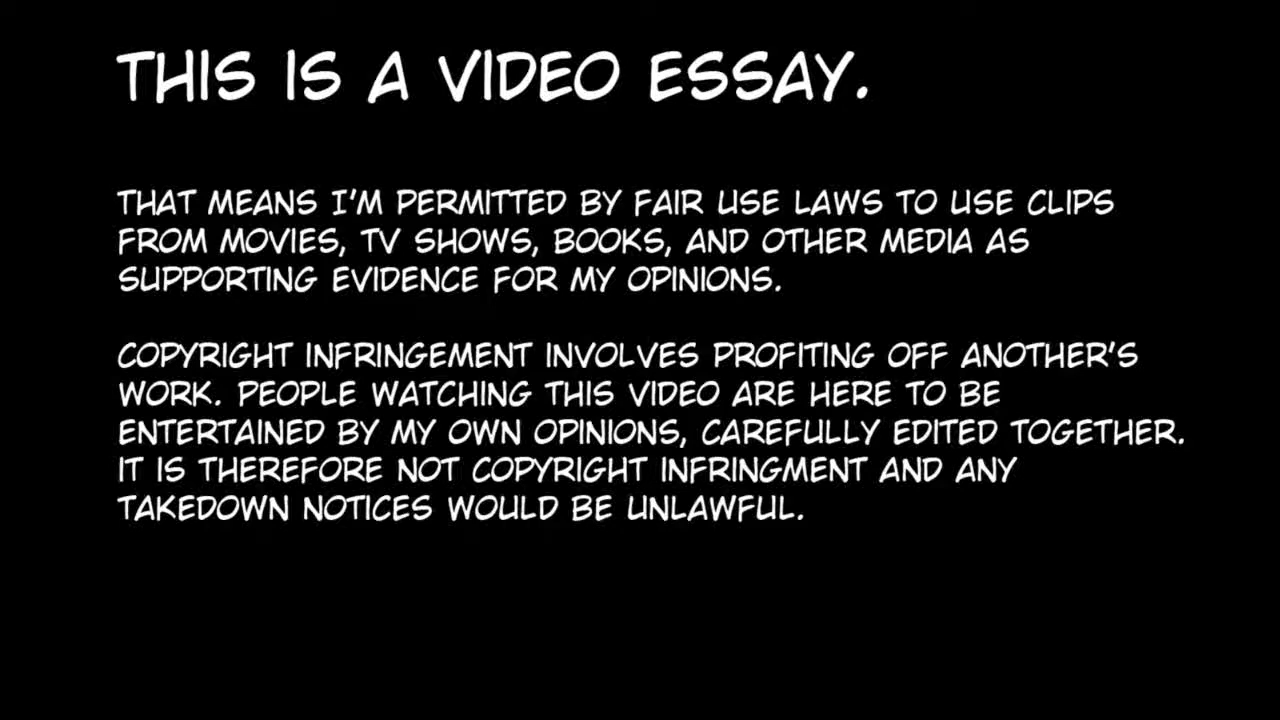 THIS IS A VIDEO ESSAY.
THAT MEANS I'M PERMITTED BY FAIR USE LAWS TO USE CLIPS
FROM MOVIES, TV SHOWS, BOOKS, AND OTHER MEDIA AS
SUPPORTING EVIDENCE FOR MY OPINIONS.
COPYRIGHT INFRINGEMENT INVOLVES PROFITING OFF ANOTHER'S
WORK. PEOPLE WATCHING THIS VIDEO ARE HERE TO BE
ENTERTAINED BY MY OWN OPINIONS, CAREFULLY EDITED TOGETHER.
IT IS THEREFORE NOT COPYRIGHT INFRINGMENT AND ANY
TAKEDOWN NOTICES WOULD BE UNLAWFUL.